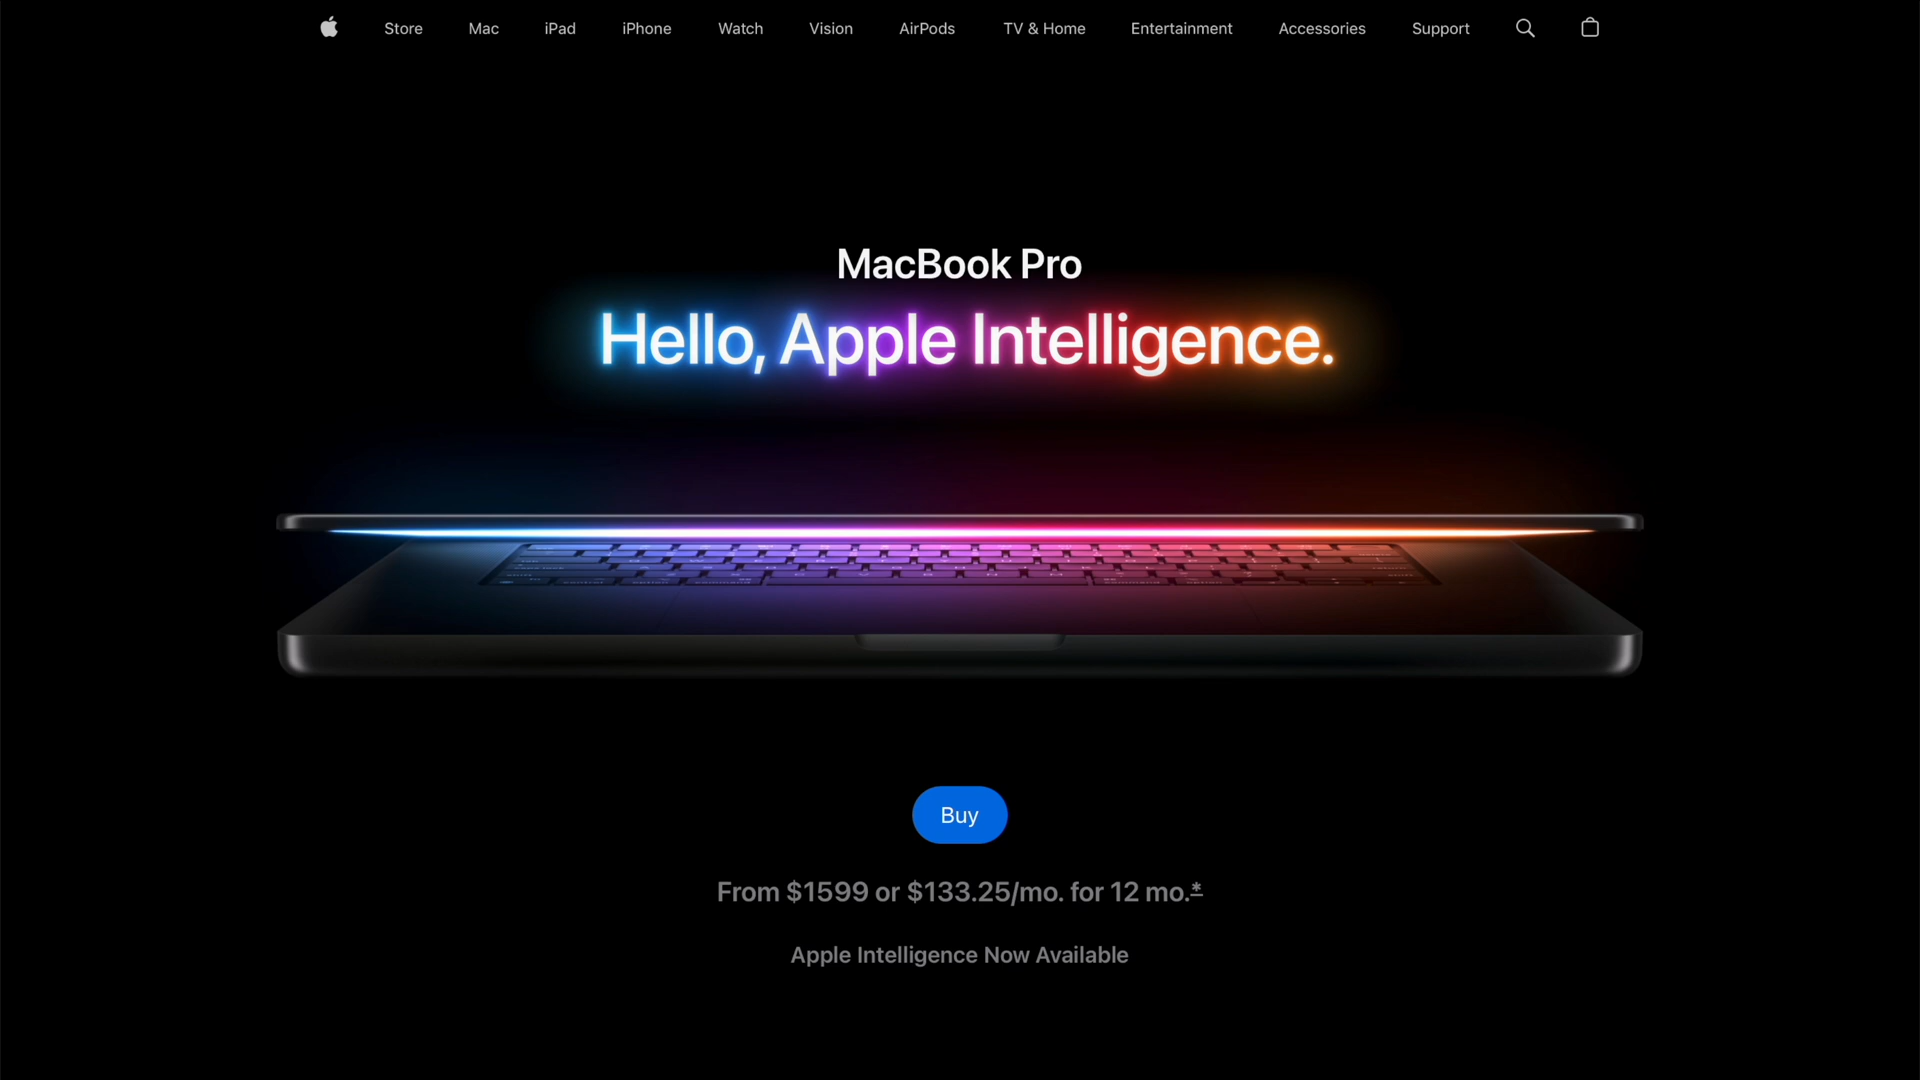 Store Mac iPad iPhone Watch Vision AirPods TV & Home Entertainment Accessories Support
MacBook Pro
Hello, Apple Intelligence.
Buy
From $1599 or $133.25/mo. for 12 mo.*
Apple Intelligence Now Available